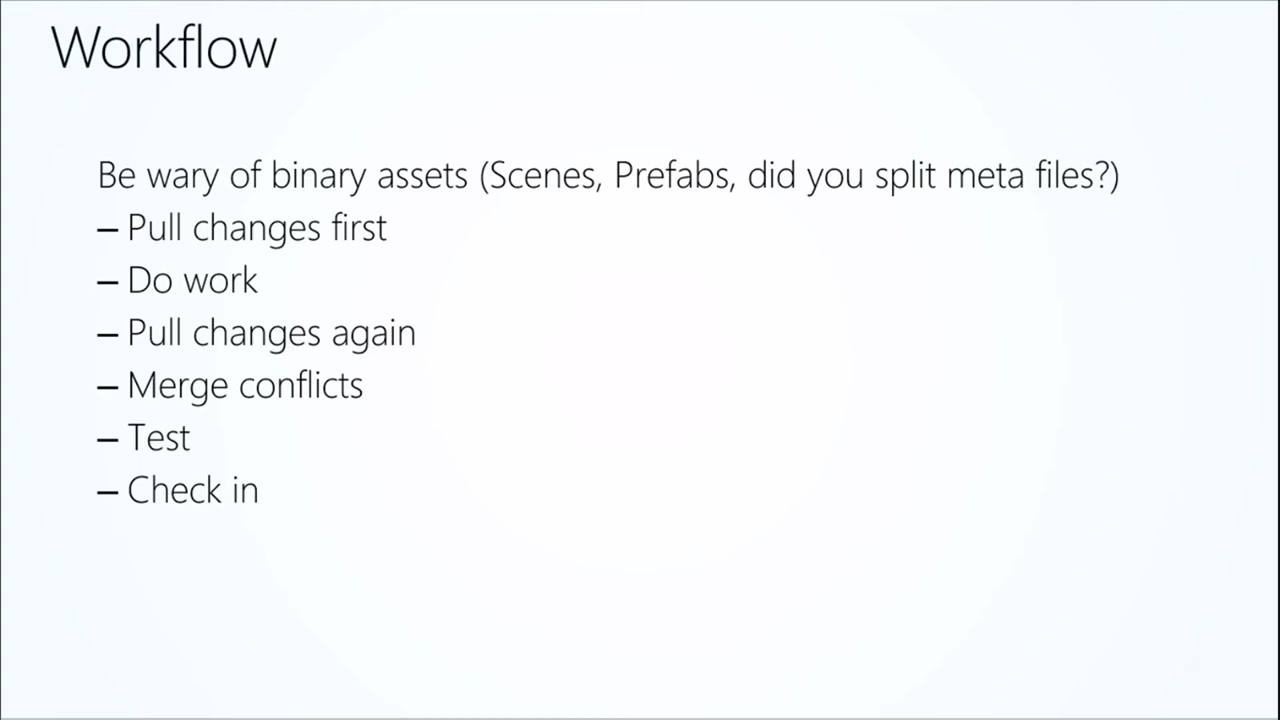 Workflow
Be wary of binary assets (Scenes, Prefabs, did you split meta files?)
– Pull changes first
– Do work
– Pull changes again
– Merge conflicts
– Test
– Check in